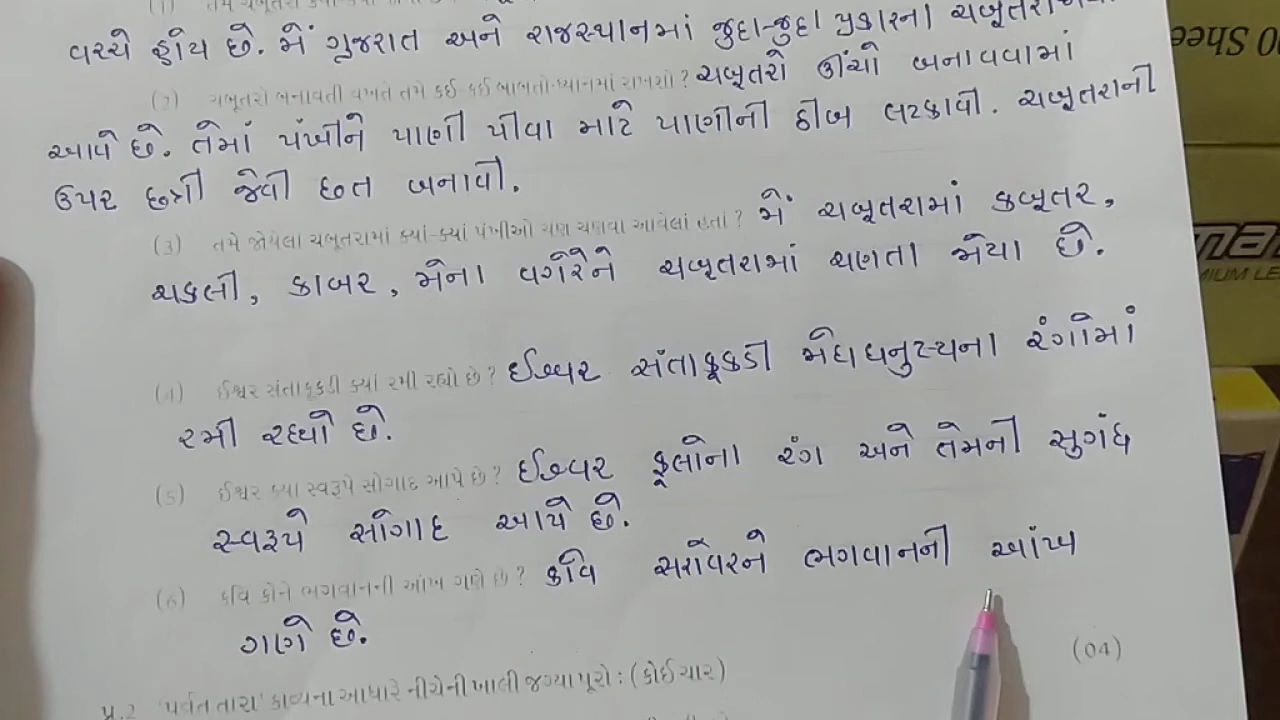 (1) તમે ચબૂતરા ક્યાં-ક્યાં
વચ્ચે હોય છે. મેં ગુજરાત અને રાજસ્થાનમાં જુદા-જુદા પ્રકારના
(2) ચબૂતરો બનાવતી વખતે તમે કઈ-કઈ બાબતો ધ્યાનમાં રાખશો? ચબૂતરો ઊંચો બનાવવામાં
આવે છે. તેમાં પંખીને પાણી પીવા માટે પાણીની ઠીબ લટકાવી. ચબૂતરાની
ઉપર છત્રી જેવી છત બનાવી.
(3) તમે જોયેલા ચબૂતરામાં ક્યાં-ક્યાં પંખીઓ ચણ ચણવા આવેલાં હતાં? મેં ચબૂતરામાં કબૂતર,
ચકલી, કાબર, મેના વગેરેને ચબૂતરામાં ચણતા જોયા છે.
(4) ઈશ્વર સંતાકૂકડી ક્યાં રમી રહ્યો છે? ઈશ્વર સંતાકૂકડી મેઘધનુષ્યના રંગોમાં
રમી રહ્યો છે.
(5) ઈશ્વર ક્યા સ્વરૂપે સોગાદ આપે છે? ઈશ્વર ફૂલોના રંગ અને તેમની સુગંધ
સ્વરૂપે સોગાદ આપે છે.
(6) કવિ કોને ભગવાનની આંખ ગણે છે? કવિ સરોવરને ભગવાનની આંખ
ગણે છે.
પ્ર.2 'પર્વત તારા' કાવ્યના આધારે નીચેની ખાલી જગ્યા પૂરો : (કોઈ ચાર) (04)